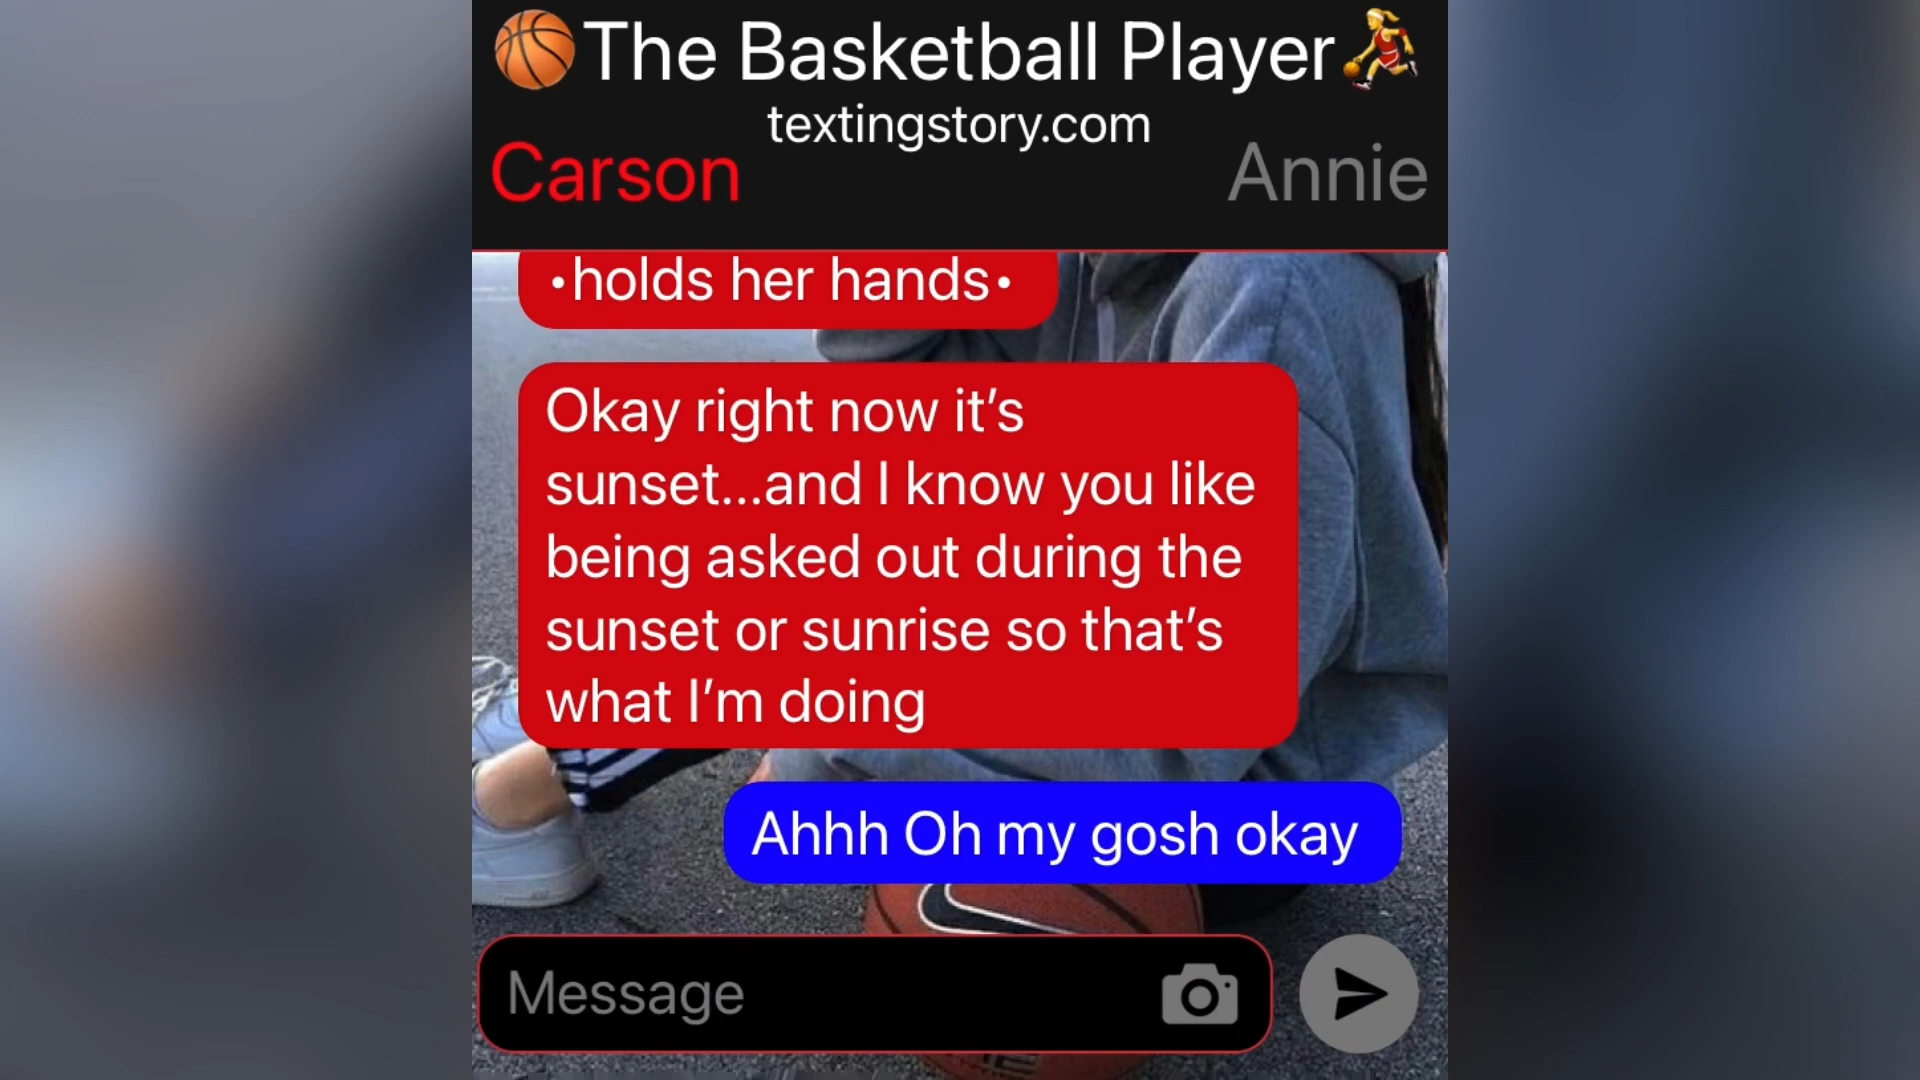 🏀The Basketball Player⛹️‍♀️
textingstory.com
Carson
Annie
•holds her hands•
Okay right now it’s
sunset...and I know you like
being asked out during the
sunset or sunrise so that’s
what I’m doing
Ahhh Oh my gosh okay
Message